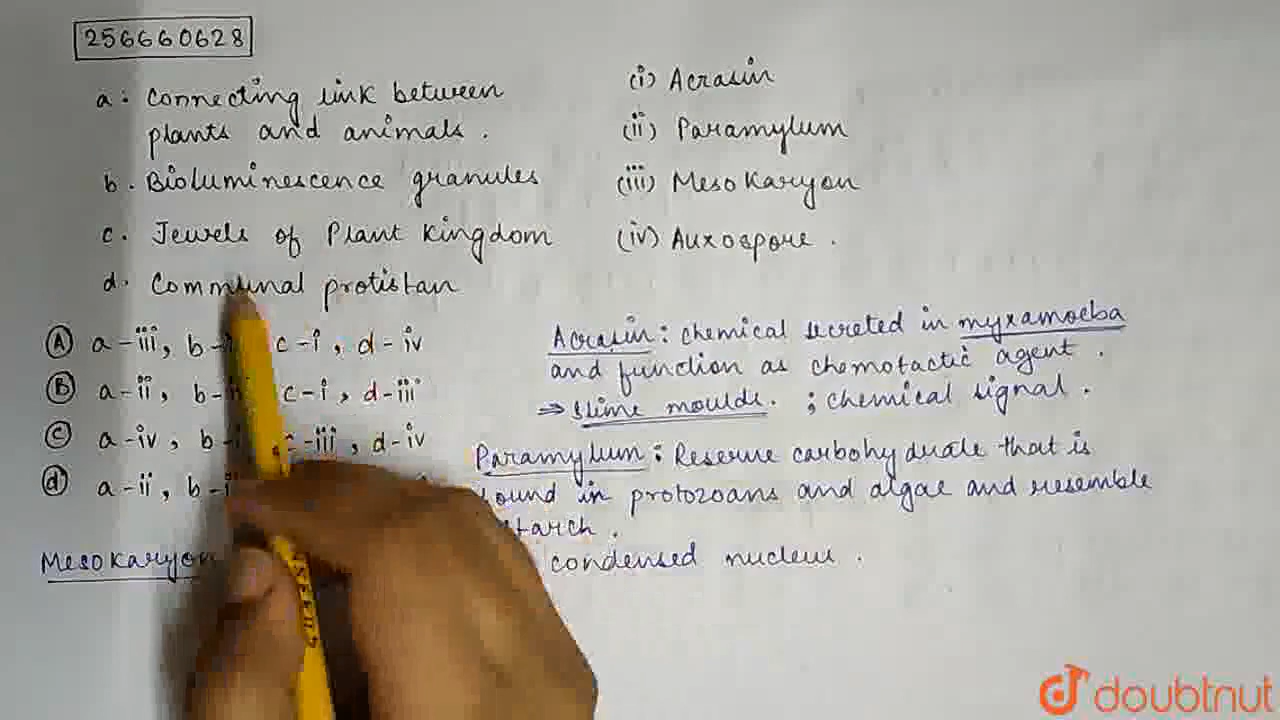 256660628
a. Connecting link between
plants and animals.
b. Bioluminescence granules
c. Jewels of Plant Kingdom
d. Communal protistan
(i) Acrasin
(ii) Paramylum
(iii) Mesokaryon
(iv) Auxospore.
(A) a-iii, b- c-i, d-iv
(B) a-ii, b- c-i, d-iii
(C) a-iv, b- -iii, d-iv
(d) a-ii, b-
Acrasin: chemical secreted in myxamoeba
and function as chemotactic agent.
⇒ slime moulds. ; chemical signal.
Paramylum: Reserve carbohydrate that is
in protozoans and algae and resemble
Mesokaryon condensed nucleus.
doubtnut